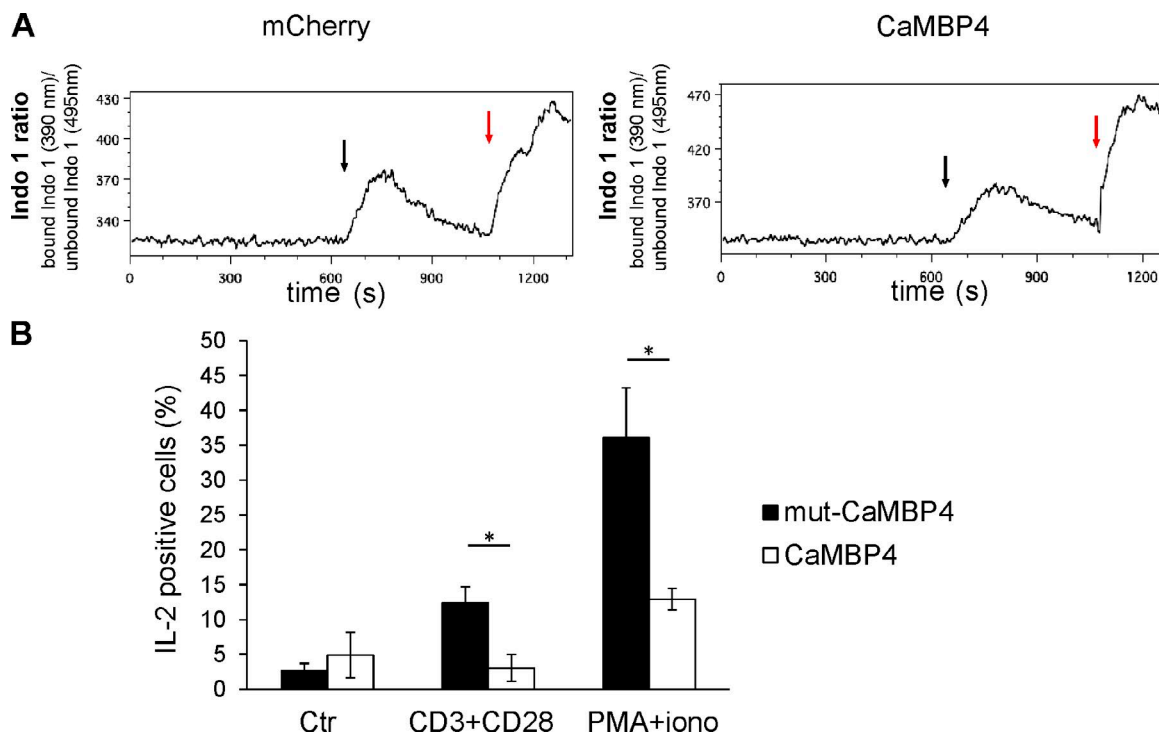 A
mCherry
CaMBP4
Indo 1 ratio
bound Indo 1 (390 nm)/
unbound Indo 1 (495nm)
430
400
370
340
0
300
600
900
1200
time (s)
Indo 1 ratio
bound Indo 1 (390 nm)/
unbound Indo 1 (495nm)
470
420
370
0
300
600
900
1200
time (s)
B
IL-2 positive cells (%)
50
45
40
35
30
25
20
15
10
5
0
*
*
Ctr
CD3+CD28
PMA+iono
mut-CaMBP4
CaMBP4